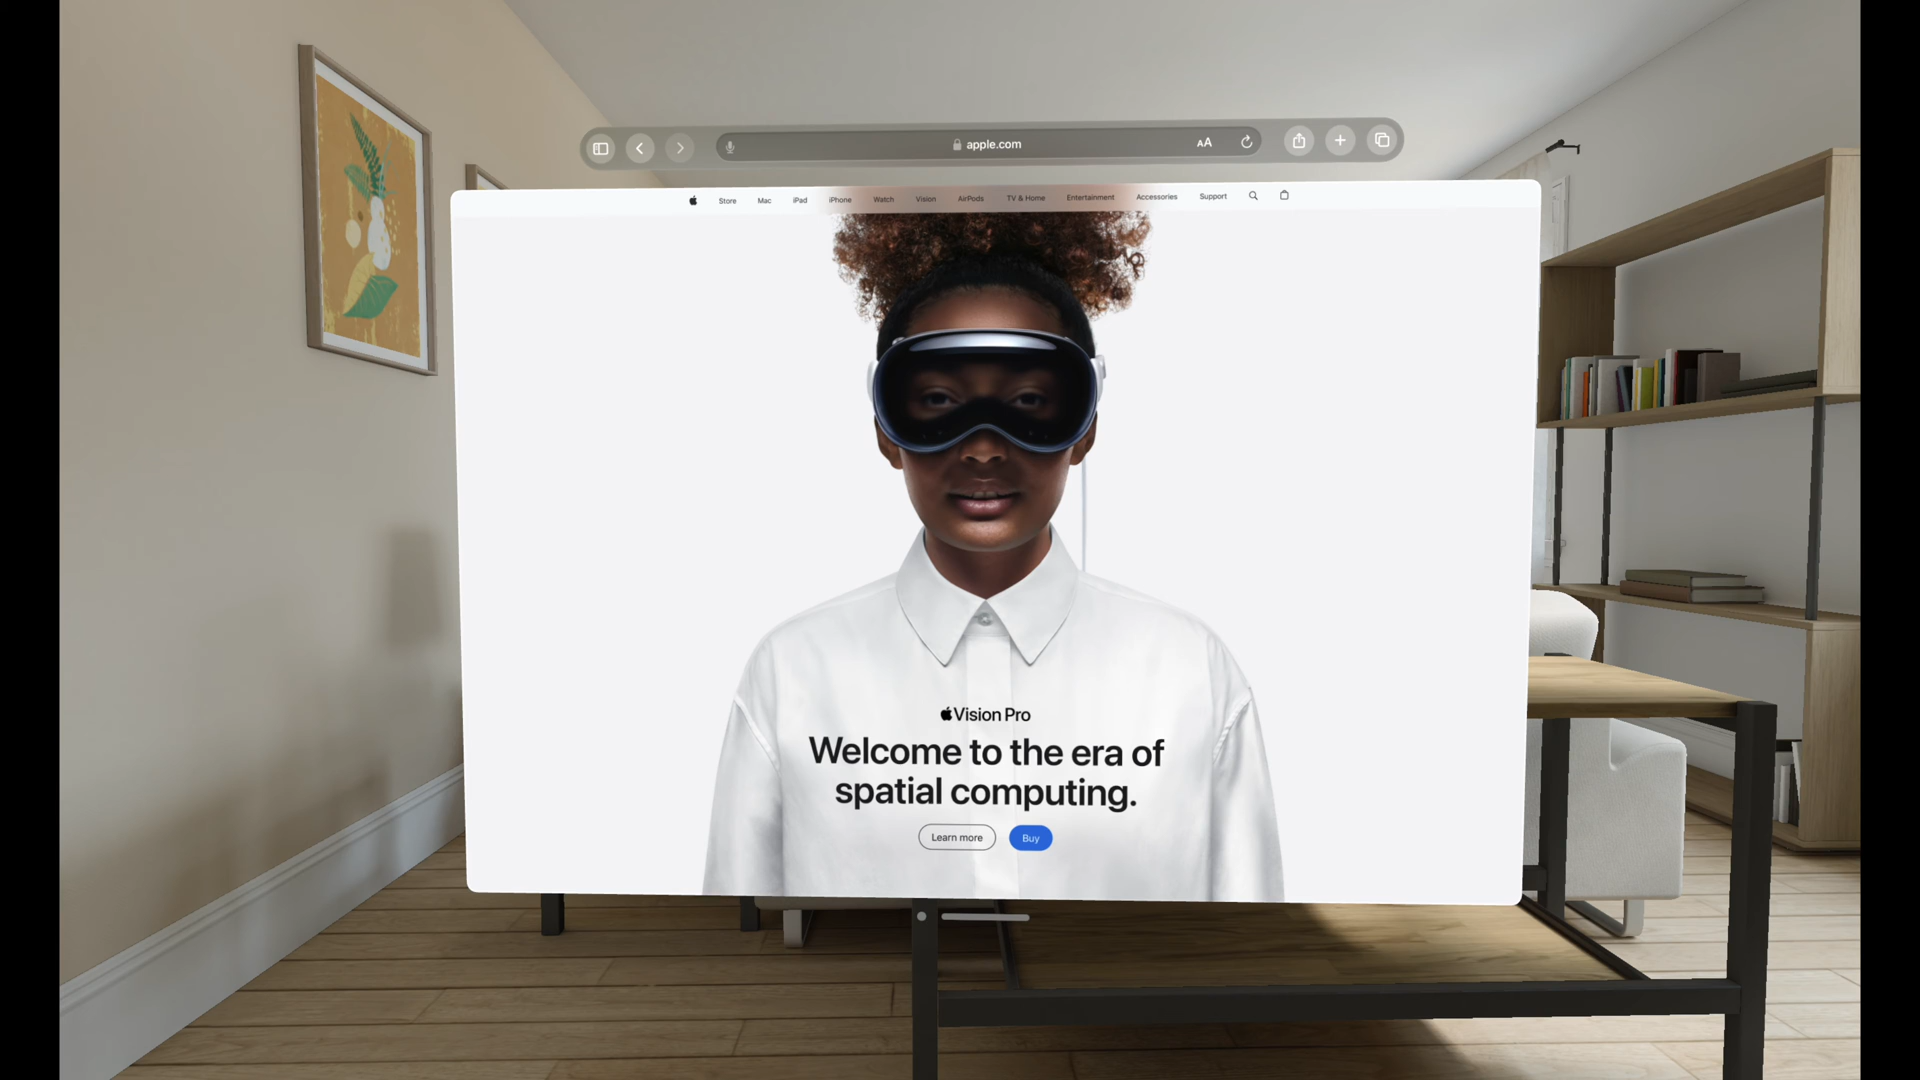 apple.com
AA
Store Mac iPad iPhone Watch Vision AirPods TV & Home Entertainment Accessories Support
Vision Pro
Welcome to the era of
spatial computing.
Learn more Buy